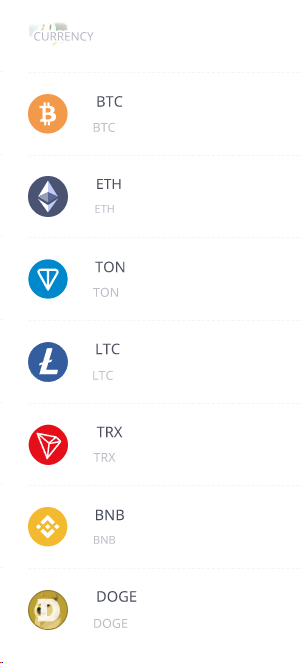 CURRENCY
BTC
BTC
ETH
ETH
TON
TON
LTC
LTC
TRX
TRX
BNB
BNB
DOGE
DOGE